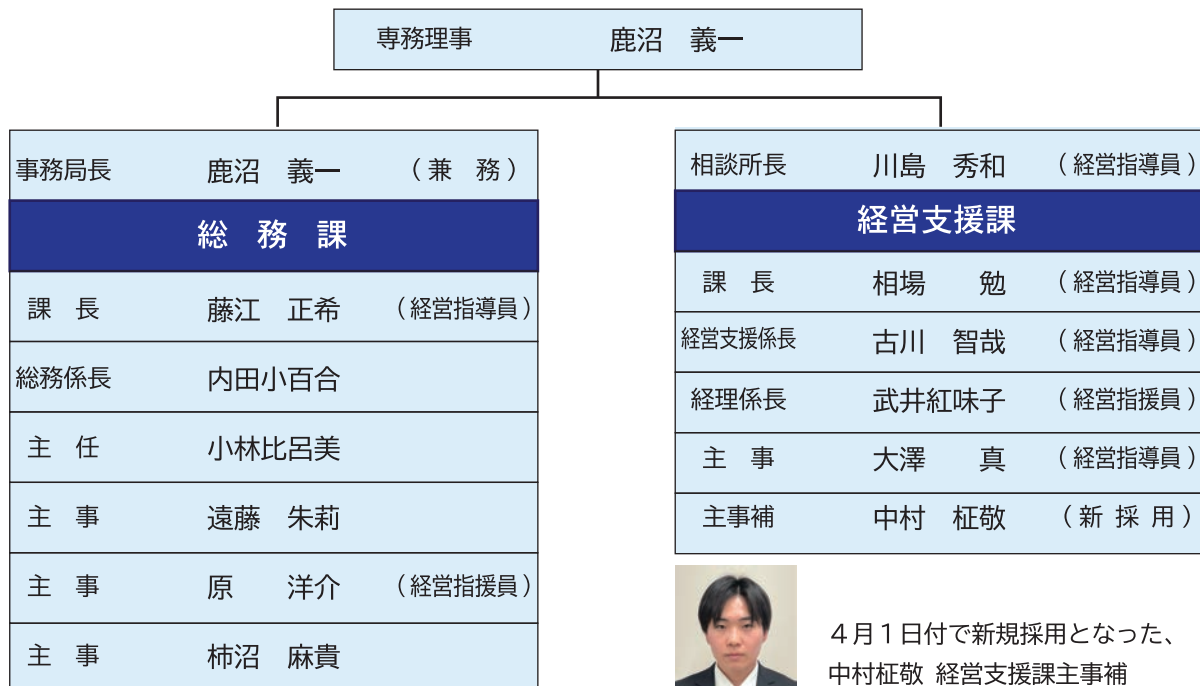 専務理事　鹿沼　義一
事務局長　鹿沼　義一　（兼　務）
総　務　課
課　長　藤江　正希　（経営指導員）
総務係長　内田小百合
主　任　小林比呂美
主　事　遠藤　朱莉
主　事　原　　洋介　（経営指援員）
主　事　柿沼　麻貴
相談所長　川島　秀和　（経営指導員）
経営支援課
課　長　相場　　勉　（経営指導員）
経営支援係長　古川　智哉　（経営指導員）
経理係長　武井紅味子　（経営指援員）
主　事　大澤　　真　（経営指導員）
主事補　中村　柾敬　（新 採 用）
４月１日付で新規採用となった、
中村柾敬 経営支援課主事補